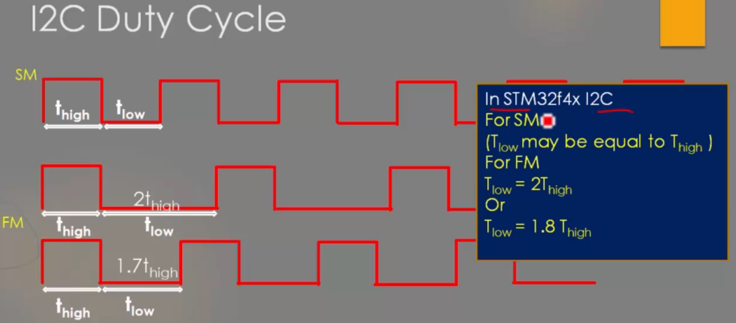 I2C Duty Cycle
SM
thigh tlow
In STM32f4x I2C
For SM
(Tlow may be equal to Thigh )
For FM
Tlow = 2Thigh
Or
Tlow = 1.8 Thigh
2thigh
thigh tlow
FM
1.7thigh
thigh tlow